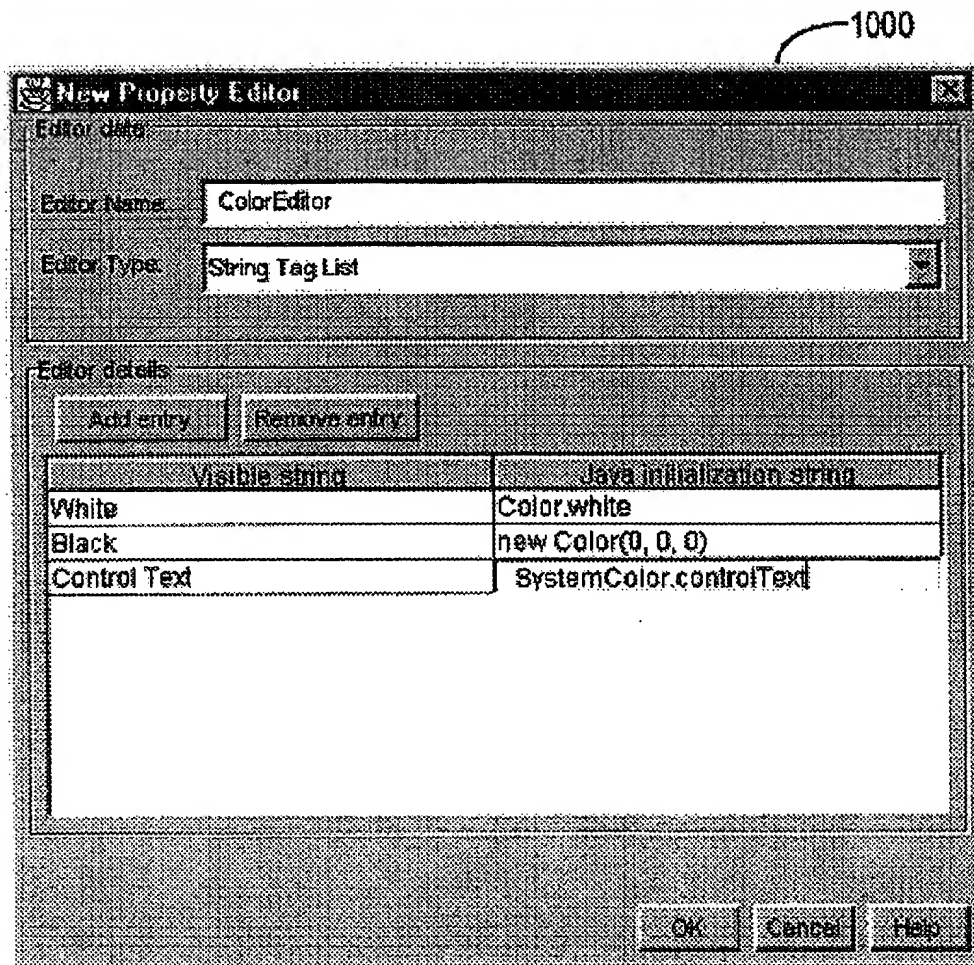 1000
New Property Editor
Editor data:
Editor Name: ColorEditor
Editor Type: String Tag List
Editor details:
Add entry Remove entry
Visible string Java initialization string
White Color.white
Black new Color(0, 0, 0)
Control Text SystemColor.controlText
OK Cancel Help